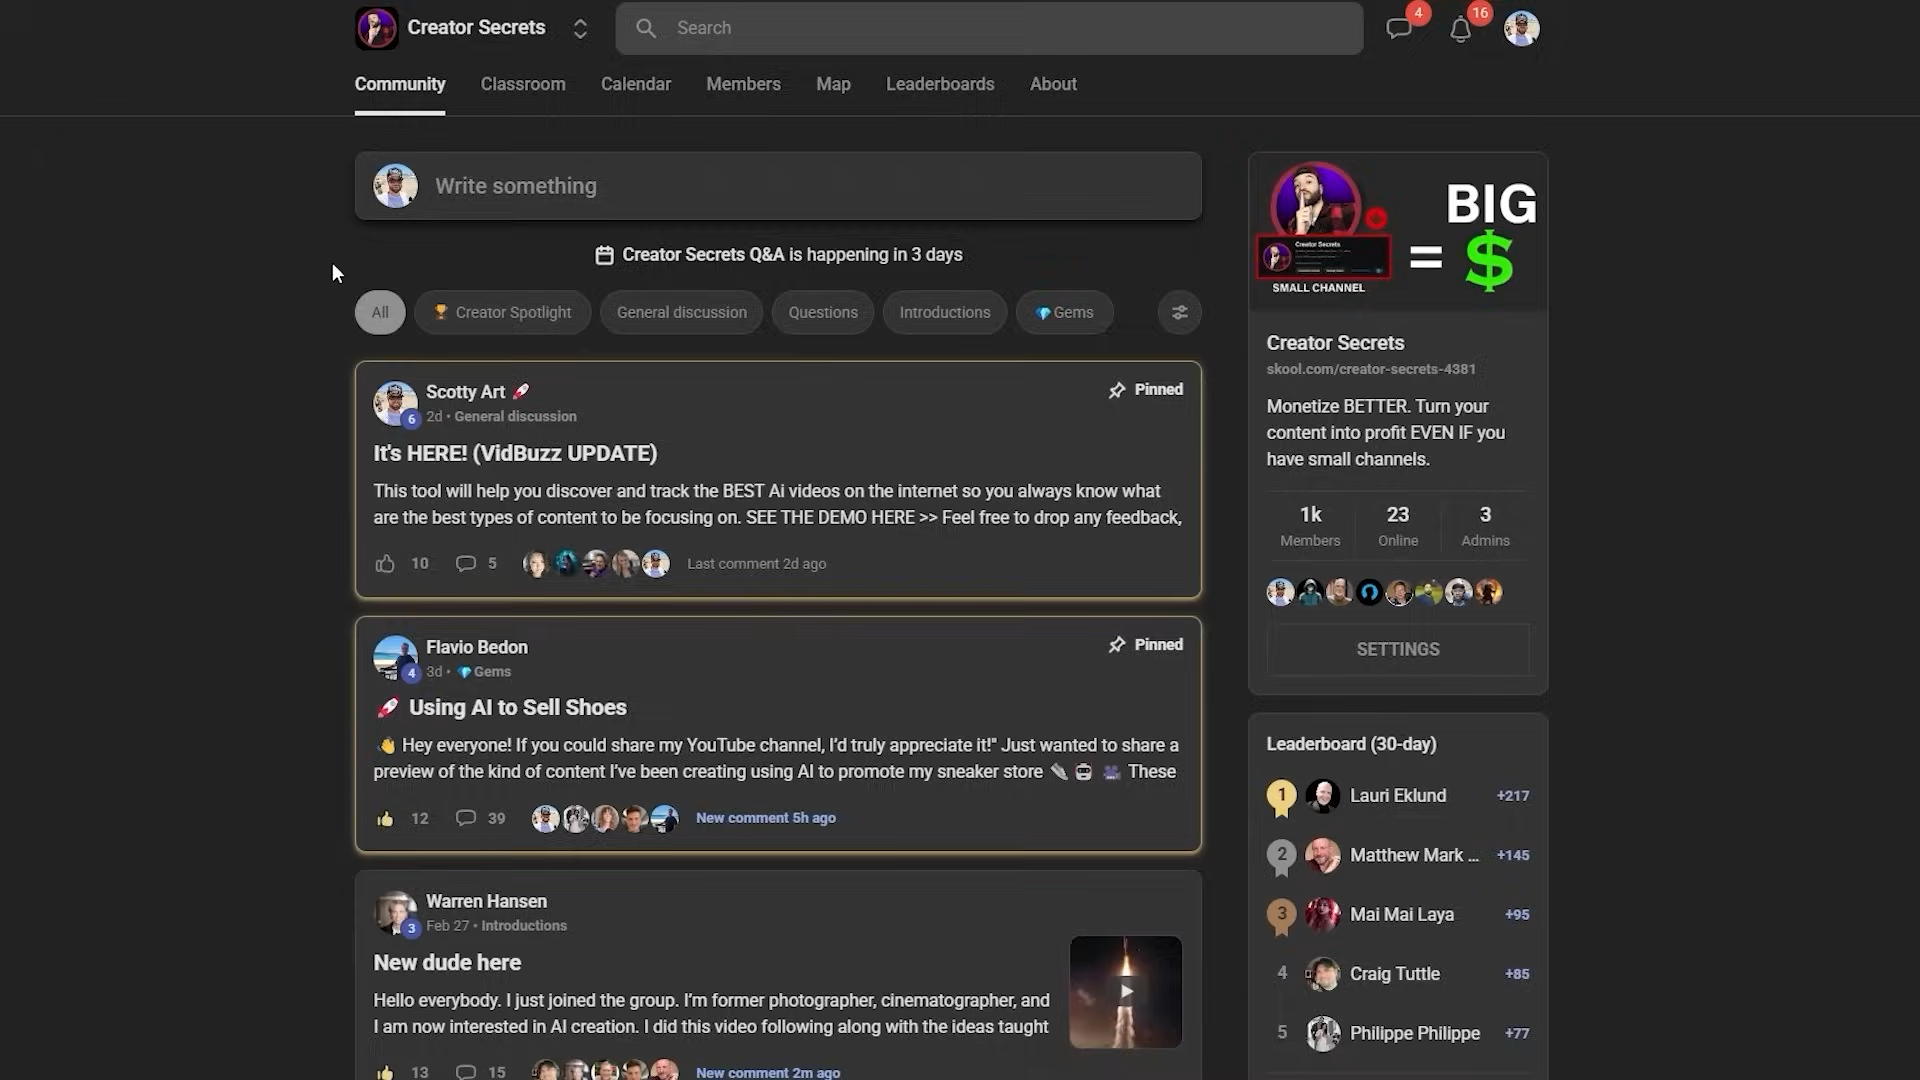 Creator Secrets
Search
4
16
Community
Classroom
Calendar
Members
Map
Leaderboards
About
Write something
Creator Secrets Q&A is happening in 3 days
All
Creator Spotlight
General discussion
Questions
Introductions
Gems
Scotty Art
Pinned
6
2d • General discussion
It's HERE! (VidBuzz UPDATE)
This tool will help you discover and track the BEST Ai videos on the internet so you always know what
are the best types of content to be focusing on. SEE THE DEMO HERE >> Feel free to drop any feedback,
10
5
Last comment 2d ago
Flavio Bedon
Pinned
4
3d • Gems
Using AI to Sell Shoes
Hey everyone! If you could share my YouTube channel, I'd truly appreciate it!" Just wanted to share a
preview of the kind of content I've been creating using AI to promote my sneaker store These
12
39
New comment 5h ago
Warren Hansen
3
Feb 27 • Introductions
New dude here
Hello everybody. I just joined the group. I'm former photographer, cinematographer, and
I am now interested in AI creation. I did this video following along with the ideas taught
13
15
New comment 2m ago
BIG
Creator Secrets
= $
SMALL CHANNEL
Creator Secrets
skool.com/creator-secrets-4381
Monetize BETTER. Turn your
content into profit EVEN IF you
have small channels.
1k
Members
23
Online
3
Admins
SETTINGS
Leaderboard (30-day)
1 Lauri Eklund +217
2 Matthew Mark ... +145
3 Mai Mai Laya +95
4 Craig Tuttle +85
5 Philippe Philippe +77